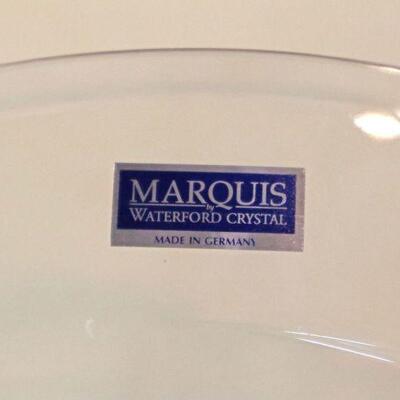 MARQUIS
by
WATERFORD CRYSTAL
MADE IN GERMANY